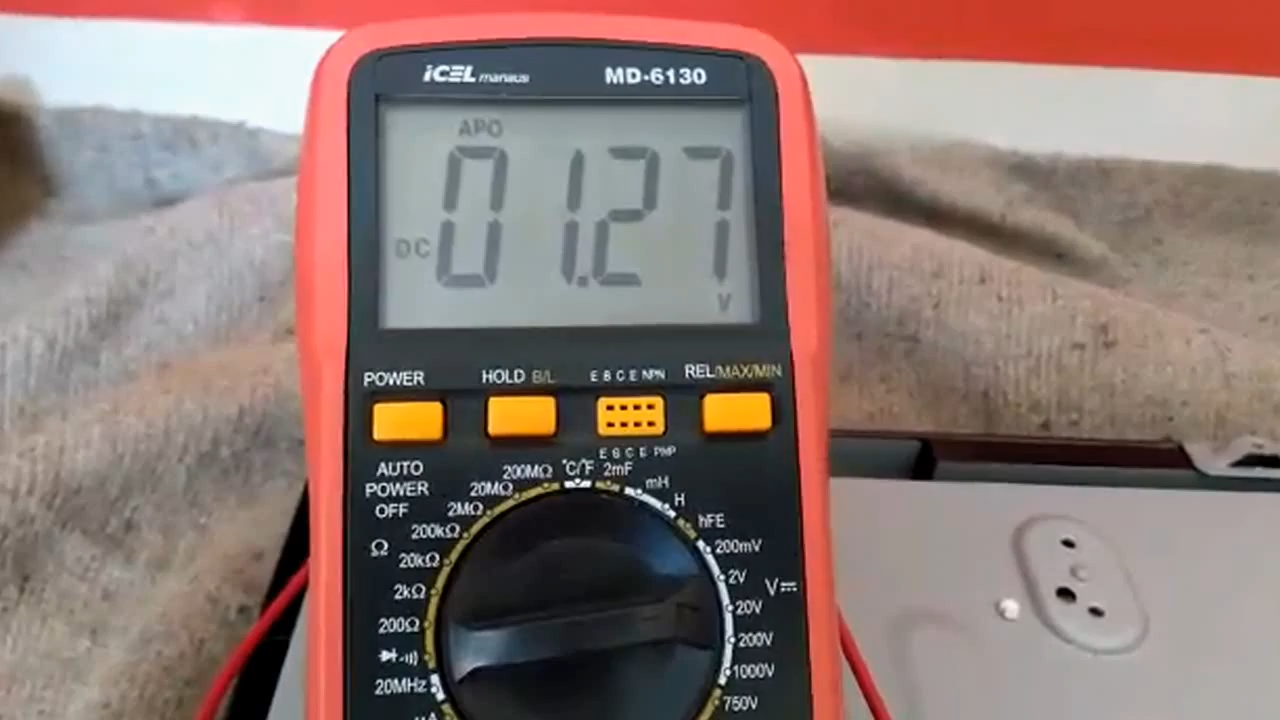 iCEL manaus MD-6130
APO
DC 01.27 V
POWER HOLD B/L E B C E NPN REL/MAX/MIN
E B C E PNP
AUTO
POWER
OFF
200MΩ °C/°F 2mF
20MΩ mH
2MΩ H
200kΩ hFE
Ω 20kΩ 200mV
2kΩ 2V V⎓
200Ω 20V
200V
20MHz 1000V
750V